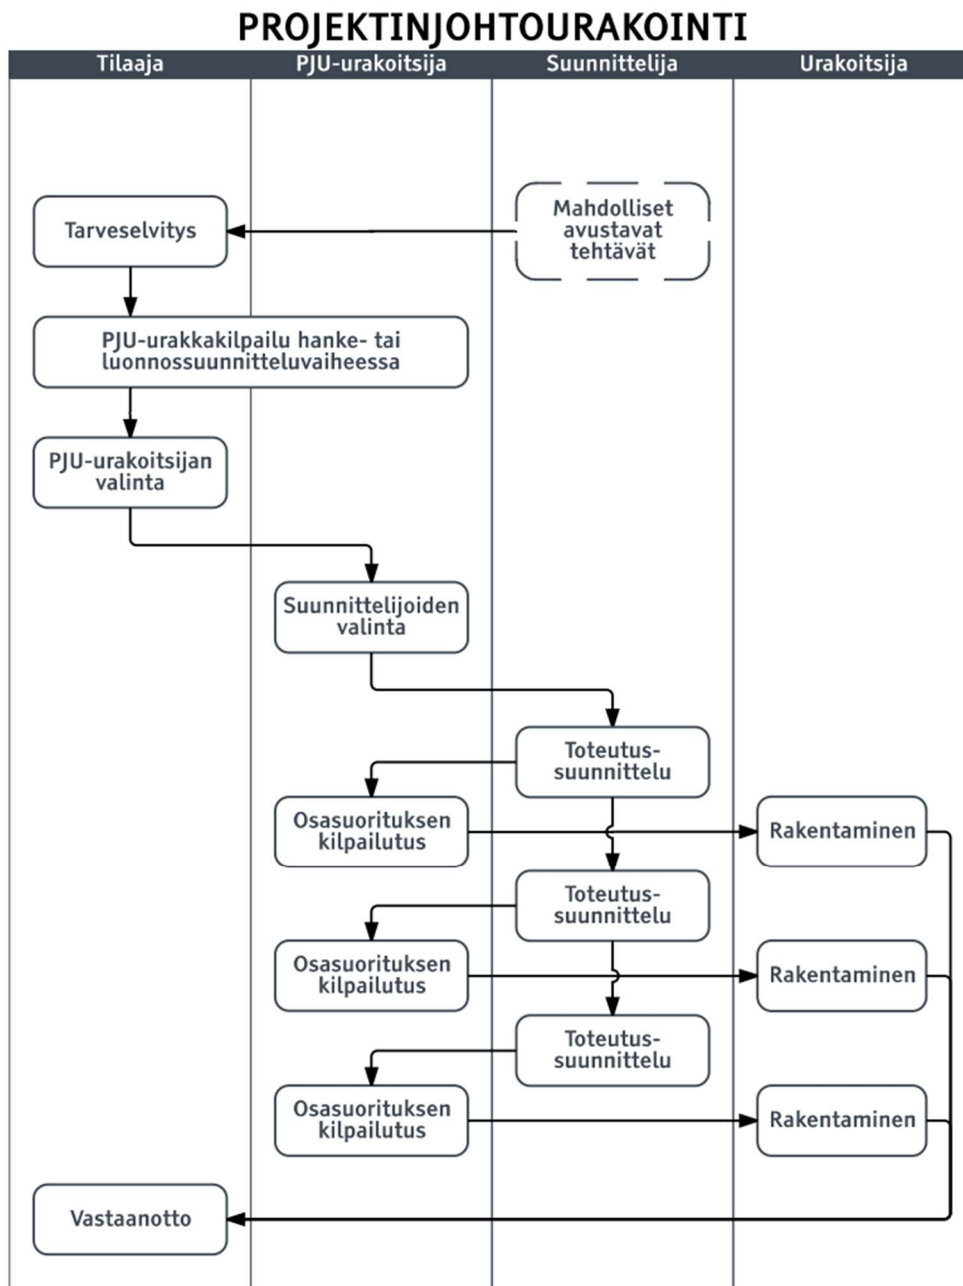 PROJEKTINJOHTOURAKOINTI
Tilaaja
PJU-urakoitsija
Suunnittelija
Urakoitsija
Tarveselvitys
Mahdolliset
avustavat
tehtävät
PJU-urakkakilpailu hanke- tai
luonnossuunnitteluvaiheessa
PJU-urakoitsijan
valinta
Suunnittelijoiden
valinta
Toteutus-
suunnittelu
Osasuorituksen
kilpailutus
Rakentaminen
Toteutus-
suunnittelu
Osasuorituksen
kilpailutus
Rakentaminen
Toteutus-
suunnittelu
Osasuorituksen
kilpailutus
Rakentaminen
Vastaanotto